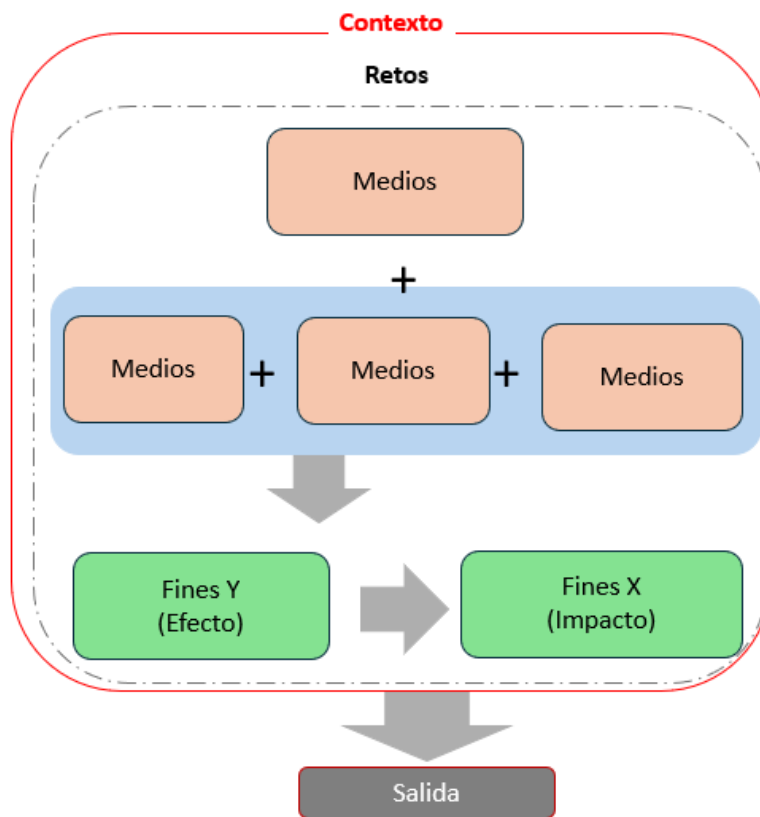 Contexto
Retos
Medios
+
Medios + Medios + Medios
Fines Y
(Efecto)
Fines X
(Impacto)
Salida